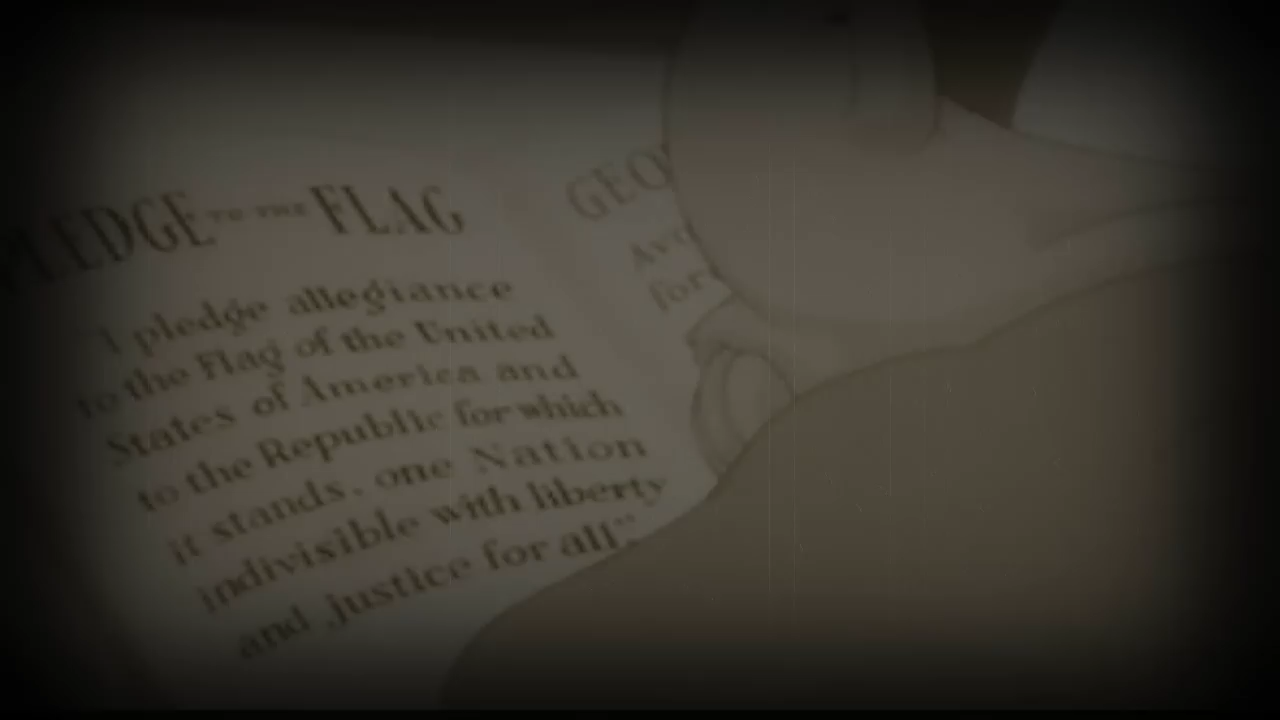 PLEDGE TO THE FLAG
"I pledge allegiance
to the Flag of the United
States of America and
to the Republic for which
it stands, one Nation
indivisible with liberty
and justice for all".
GEO
Avo
for